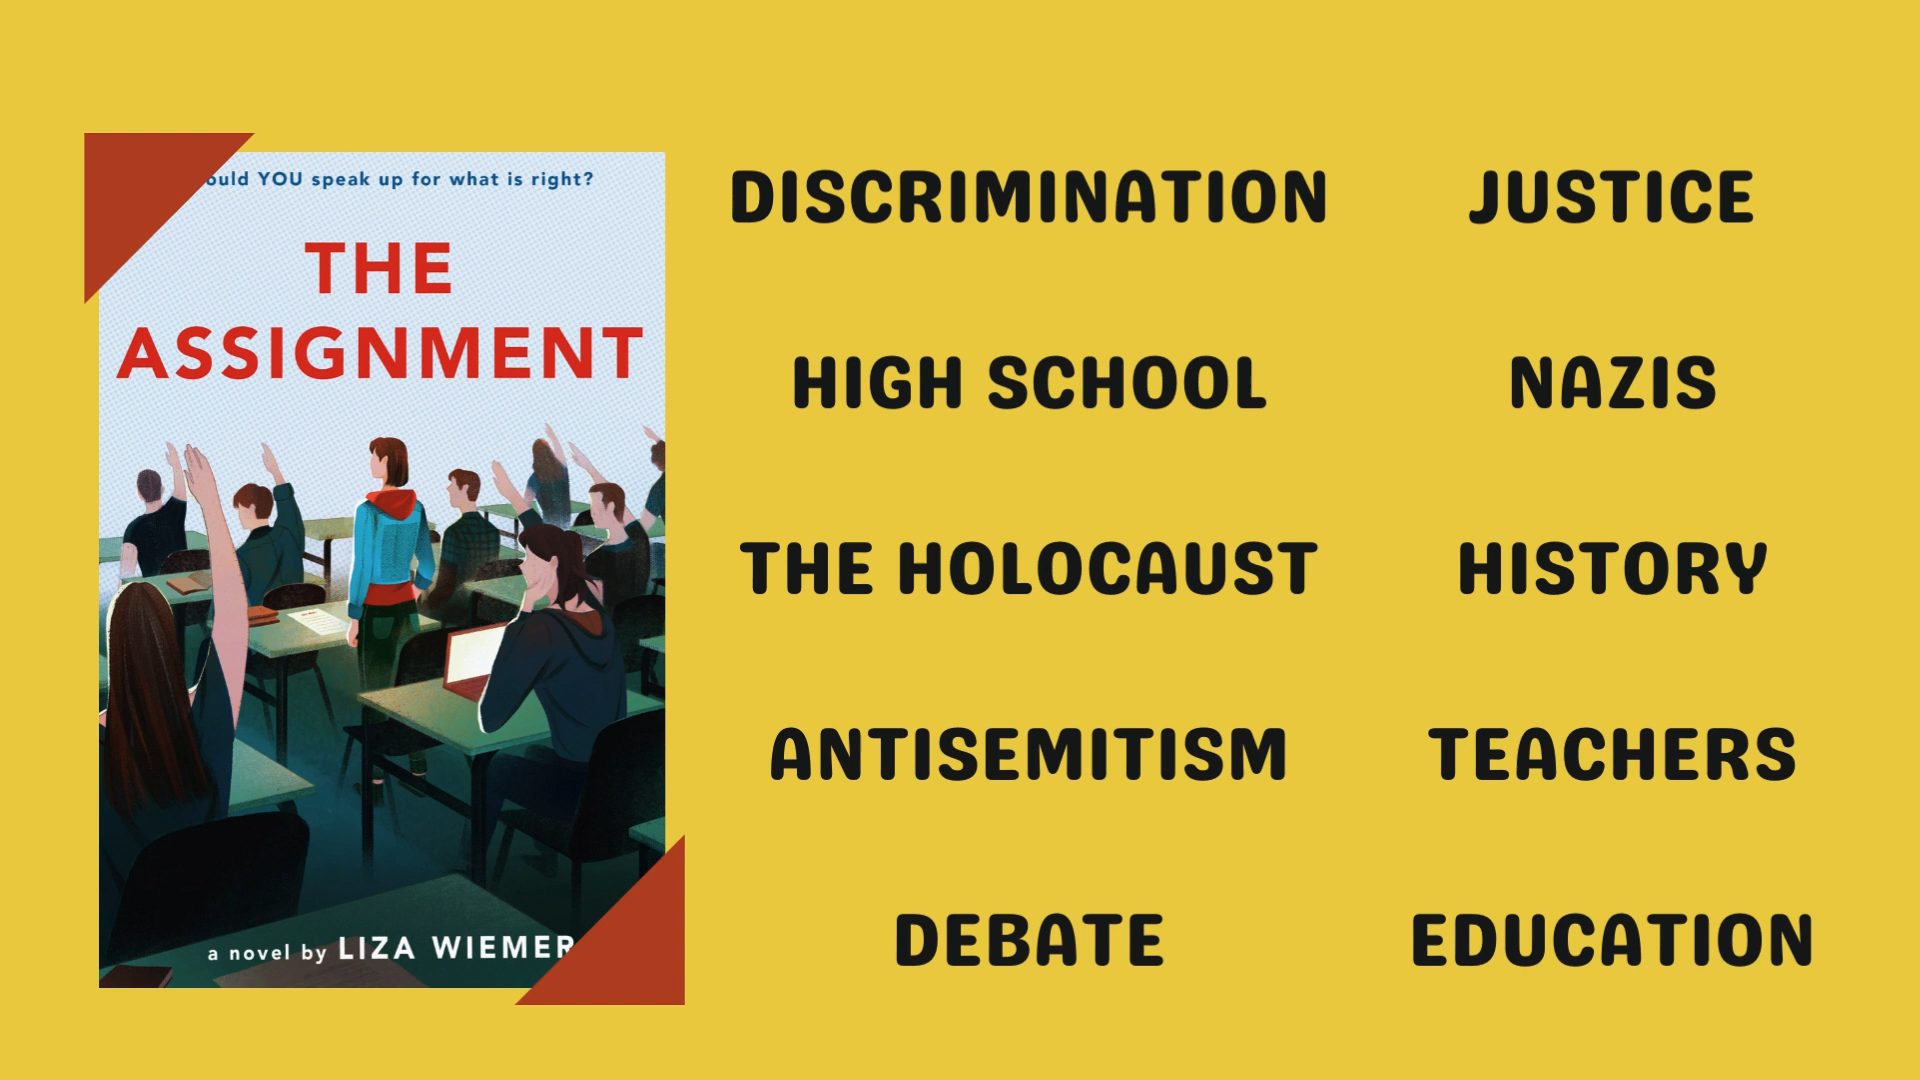 YOU speak up for what is right?
THE
ASSIGNMENT
a novel by LIZA WIEMER
DISCRIMINATION
HIGH SCHOOL
THE HOLOCAUST
ANTISEMITISM
DEBATE
JUSTICE
NAZIS
HISTORY
TEACHERS
EDUCATION